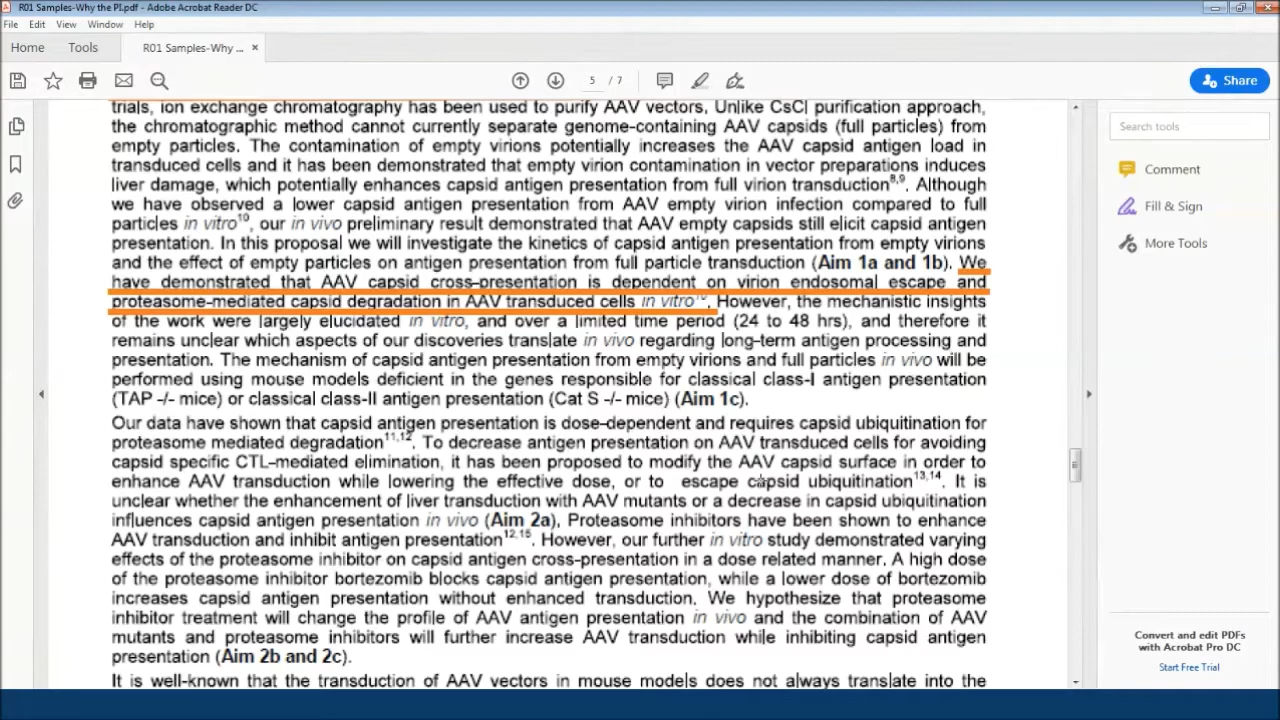 R01 Samples-Why the PI.pdf - Adobe Acrobat Reader DC
File Edit View Window Help
Home Tools R01 Samples-Why ... ×
5 / 7
Share
trials, ion exchange chromatography has been used to purify AAV vectors. Unlike CsCl purification approach,
the chromatographic method cannot currently separate genome-containing AAV capsids (full particles) from
empty particles. The contamination of empty virions potentially increases the AAV capsid antigen load in
transduced cells and it has been demonstrated that empty virion contamination in vector preparations induces
liver damage, which potentially enhances capsid antigen presentation from full virion transduction8,9. Although
we have observed a lower capsid antigen presentation from AAV empty virion infection compared to full
particles in vitro10, our in vivo preliminary result demonstrated that AAV empty capsids still elicit capsid antigen
presentation. In this proposal we will investigate the kinetics of capsid antigen presentation from empty virions
and the effect of empty particles on antigen presentation from full particle transduction (Aim 1a and 1b). We
have demonstrated that AAV capsid cross-presentation is dependent on virion endosomal escape and
proteasome-mediated capsid degradation in AAV transduced cells in vitro10. However, the mechanistic insights
of the work were largely elucidated in vitro, and over a limited time period (24 to 48 hrs), and therefore it
remains unclear which aspects of our discoveries translate in vivo regarding long-term antigen processing and
presentation. The mechanism of capsid antigen presentation from empty virions and full particles in vivo will be
performed using mouse models deficient in the genes responsible for classical class-I antigen presentation
(TAP -/- mice) or classical class-II antigen presentation (Cat S -/- mice) (Aim 1c).
Our data have shown that capsid antigen presentation is dose-dependent and requires capsid ubiquitination for
proteasome mediated degradation11,12. To decrease antigen presentation on AAV transduced cells for avoiding
capsid specific CTL-mediated elimination, it has been proposed to modify the AAV capsid surface in order to
enhance AAV transduction while lowering the effective dose, or to escape capsid ubiquitination13,14. It is
unclear whether the enhancement of liver transduction with AAV mutants or a decrease in capsid ubiquitination
influences capsid antigen presentation in vivo (Aim 2a). Proteasome inhibitors have been shown to enhance
AAV transduction and inhibit antigen presentation12,15. However, our further in vitro study demonstrated varying
effects of the proteasome inhibitor on capsid antigen cross-presentation in a dose related manner. A high dose
of the proteasome inhibitor bortezomib blocks capsid antigen presentation, while a lower dose of bortezomib
increases capsid antigen presentation without enhanced transduction. We hypothesize that proteasome
inhibitor treatment will change the profile of AAV antigen presentation in vivo and the combination of AAV
mutants and proteasome inhibitors will further increase AAV transduction while inhibiting capsid antigen
presentation (Aim 2b and 2c).
It is well-known that the transduction of AAV vectors in mouse models does not always translate into the
Search tools
Comment
Fill & Sign
More Tools
Convert and edit PDFs
with Acrobat Pro DC
Start Free Trial